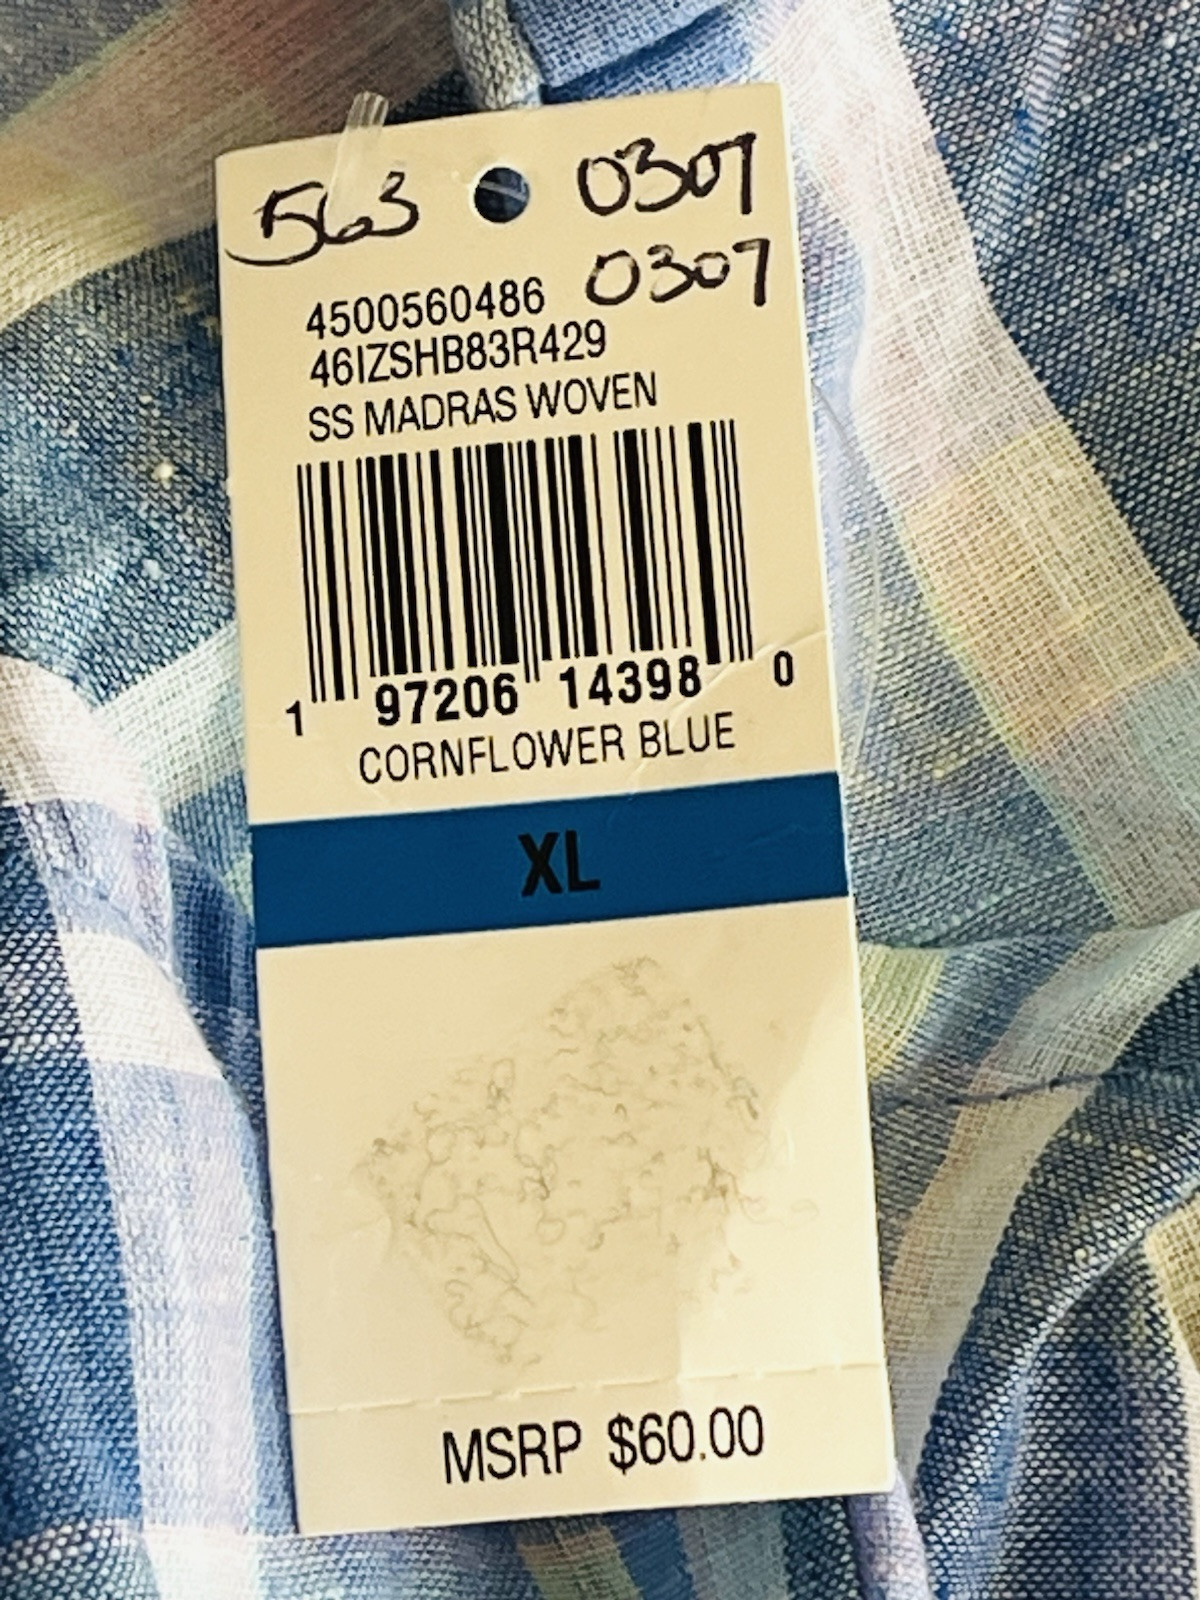 563 0307
0307
4500560486
46IZSHB83R429
SS MADRAS WOVEN
1 97206 14398 0
CORNFLOWER BLUE
XL
MSRP $60.00